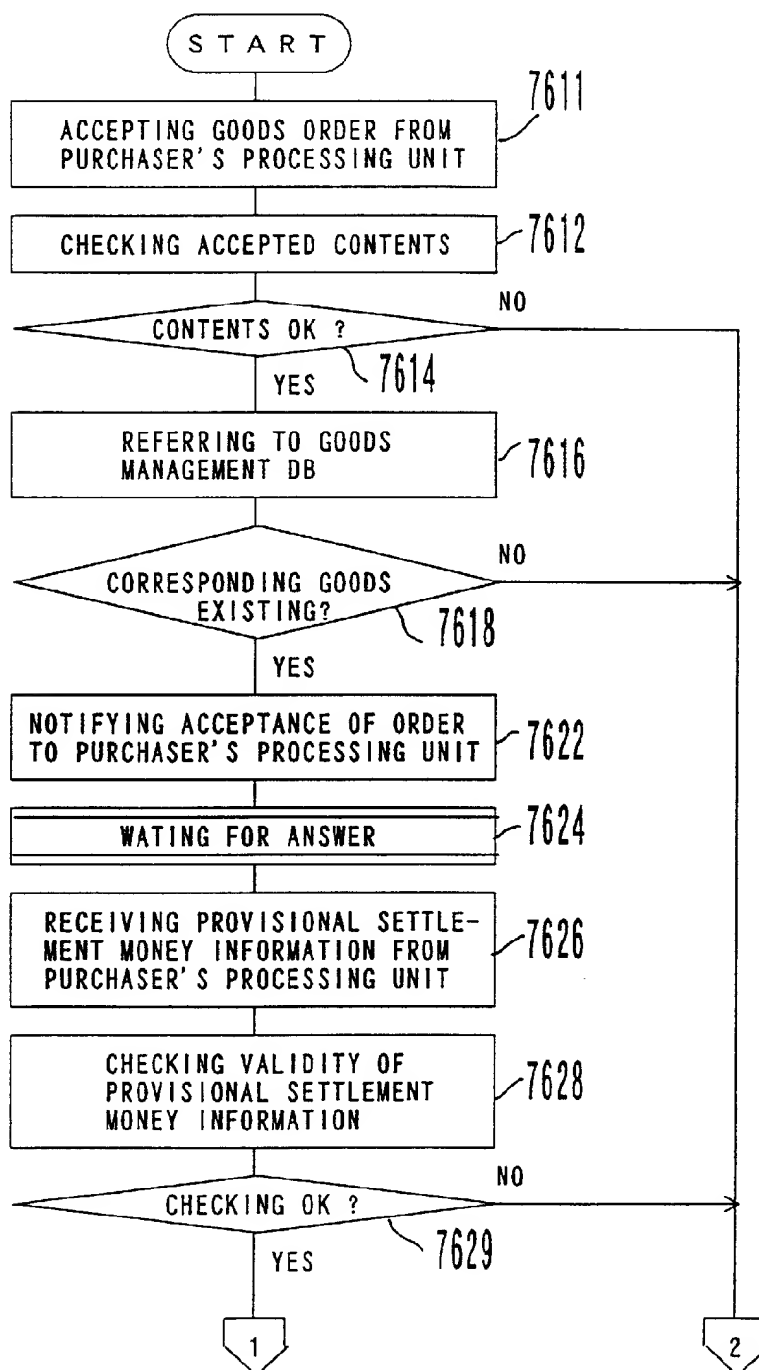 START
7611
ACCEPTING GOODS ORDER FROM
PURCHASER'S PROCESSING UNIT
CHECKING ACCEPTED CONTENTS
7612
NO
CONTENTS OK ?
7614
YES
REFERRING TO GOODS
MANAGEMENT DB
7616
NO
CORRESPONDING GOODS
EXISTING?
7618
YES
NOTIFYING ACCEPTANCE OF ORDER
TO PURCHASER'S PROCESSING UNIT
7622
WATING FOR ANSWER
7624
RECEIVING PROVISIONAL SETTLE-
MENT MONEY INFORMATION FROM
PURCHASER'S PROCESSING UNIT
7626
CHECKING VALIDITY OF
PROVISIONAL SETTLEMENT
MONEY INFORMATION
7628
NO
CHECKING OK ?
7629
YES
1
2